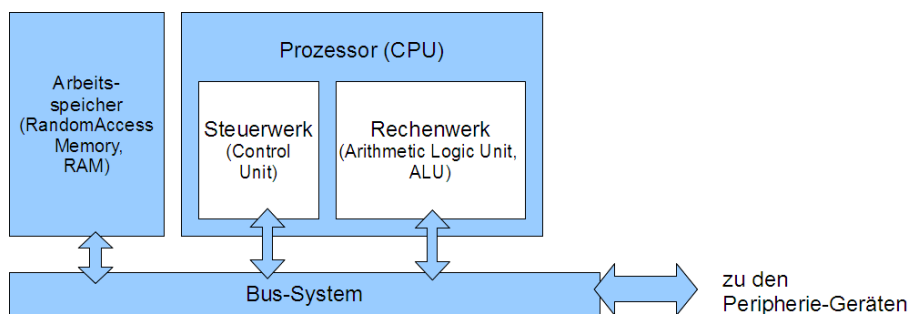 Arbeits-
speicher
(RandomAccess
Memory,
RAM)
Prozessor (CPU)
Steuerwerk
(Control
Unit)
Rechenwerk
(Arithmetic Logic Unit,
ALU)
Bus-System
zu den
Peripherie-Geräten